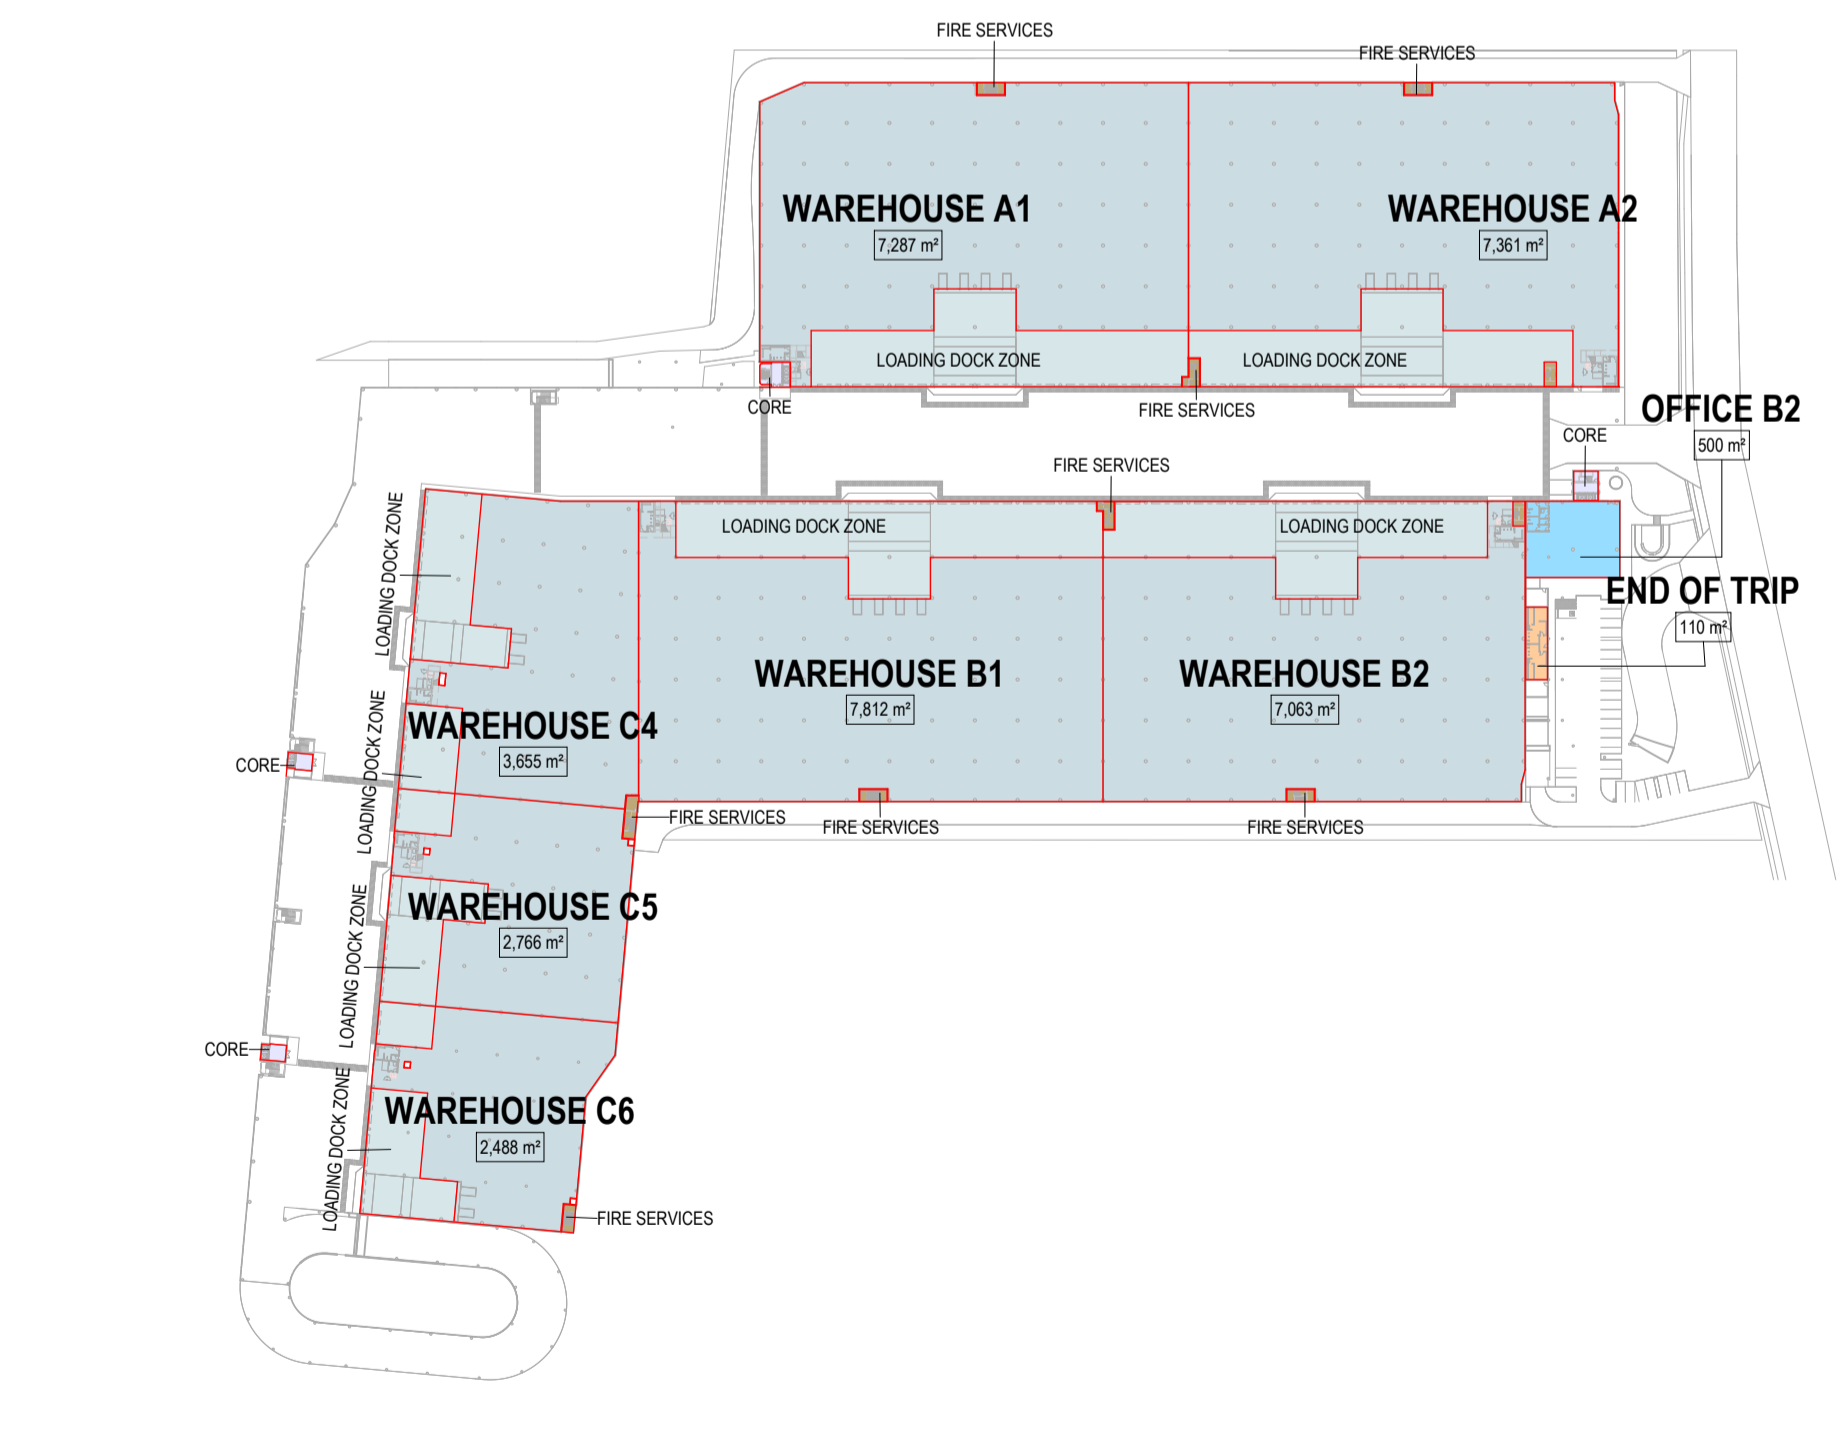 FIRE SERVICES
FIRE SERVICES
WAREHOUSE A1
7,287 m²
WAREHOUSE A2
7,361 m²
LOADING DOCK ZONE
LOADING DOCK ZONE
CORE
FIRE SERVICES
OFFICE B2
500 m²
CORE
FIRE SERVICES
LOADING DOCK ZONE
LOADING DOCK ZONE
LOADING DOCK ZONE
END OF TRIP
110 m²
WAREHOUSE B1
7,812 m²
WAREHOUSE B2
7,063 m²
WAREHOUSE C4
3,655 m²
LOADING DOCK ZONE
CORE
FIRE SERVICES
FIRE SERVICES
FIRE SERVICES
WAREHOUSE C5
2,766 m²
LOADING DOCK ZONE
CORE
WAREHOUSE C6
2,488 m²
LOADING DOCK ZONE
FIRE SERVICES